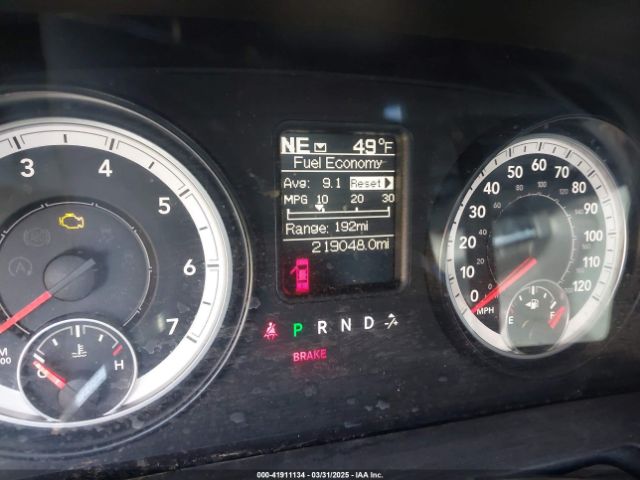 NE 49°F
Fuel Economy
Avg: 9.1 Reset
MPG 10 20 30
Range: 192mi
219048.0mi
P R N D
BRAKE
3 4 5 6 7
H
0 10 20 30 40 50 60 70 80 90 100 110 120
MPH
E F
000-41911134 - 03/31/2025 - IAA Inc.